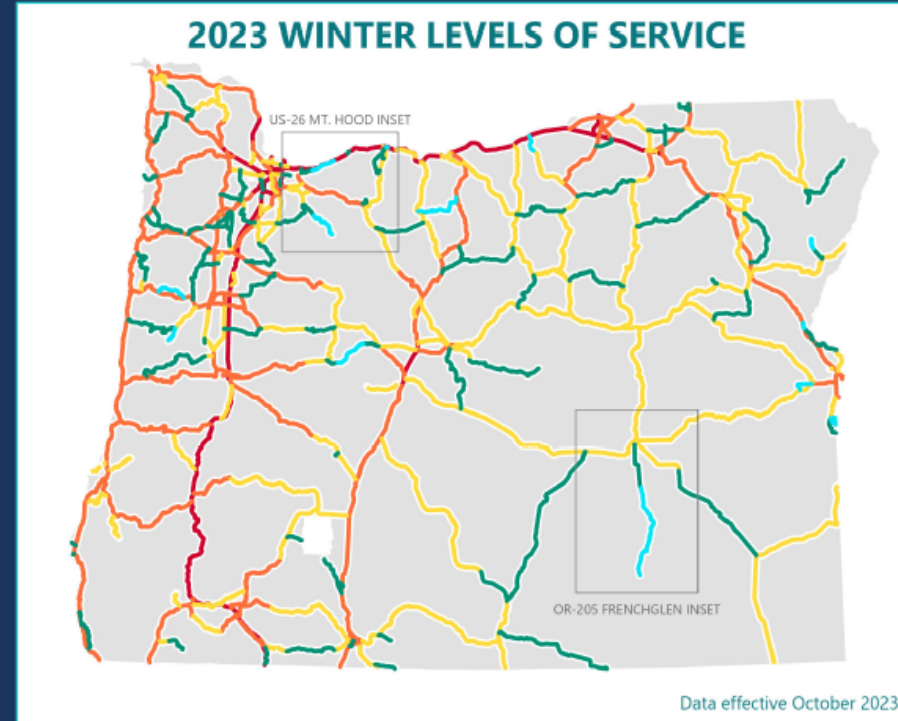 2023 WINTER LEVELS OF SERVICE
US-26 MT. HOOD INSET
OR-205 FRENCHGLEN INSET
Data effective October 2023